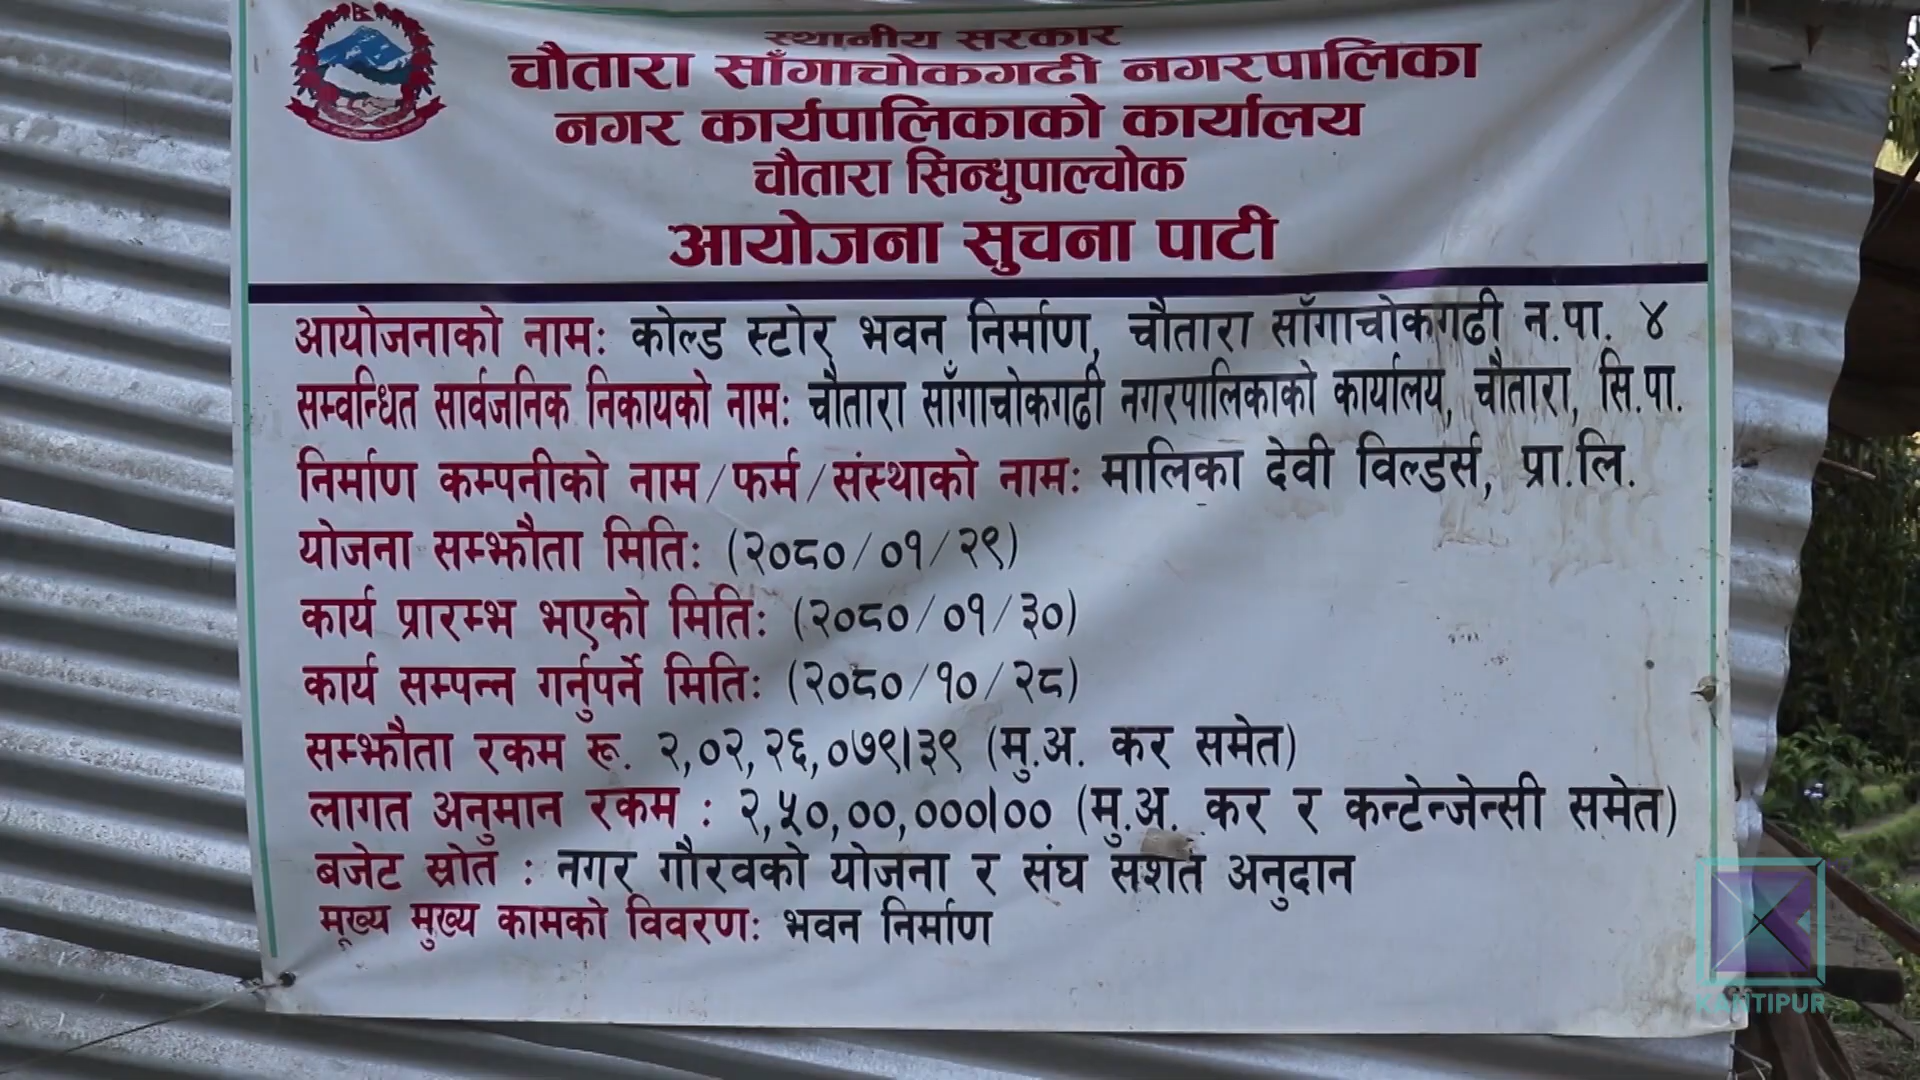 स्थानीय सरकार
चौतारा साँगाचोकगढी नगरपालिका
नगर कार्यपालिकाको कार्यालय
चौतारा सिन्धुपाल्चोक
आयोजना सुचना पाटी
आयोजनाको नामः कोल्ड स्टोर भवन निर्माण, चौतारा साँगाचोकगढी न.पा. ४
सम्वन्धित सार्वजनिक निकायको नामः चौतारा साँगाचोकगढी नगरपालिकाको कार्यालय, चौतारा, सि.पा.
निर्माण कम्पनीको नाम/फर्म/संस्थाको नामः मालिका देवी विल्डर्स, प्रा.लि.
योजना सम्झौता मितिः (२०८०/०१/२९)
कार्य प्रारम्भ भएको मितिः (२०८०/०१/३०)
कार्य सम्पन्न गर्नुपर्ने मितिः (२०८०/१०/२८)
सम्झौता रकम रू. २,०२,२६,०७९।३९ (मु.अ. कर समेत)
लागत अनुमान रकम : २,५०,००,०००।०० (मु.अ. कर र कन्टेन्जेन्सी समेत)
बजेट स्रोत : नगर गौरवको योजना र संघ सशर्त अनुदान
मूख्य मुख्य कामको विवरणः भवन निर्माण
KANTIPUR